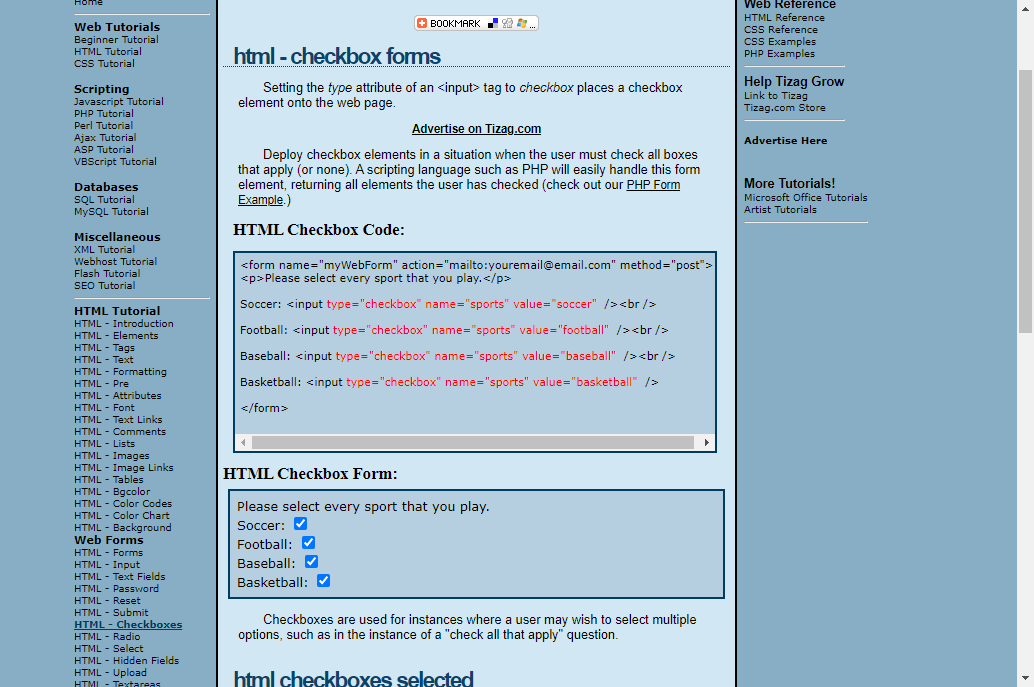 Home
Web Tutorials
Beginner Tutorial
HTML Tutorial
CSS Tutorial
Scripting
Javascript Tutorial
PHP Tutorial
Perl Tutorial
Ajax Tutorial
ASP Tutorial
VBScript Tutorial
Databases
SQL Tutorial
MySQL Tutorial
Miscellaneous
XML Tutorial
Webhost Tutorial
Flash Tutorial
SEO Tutorial
HTML Tutorial
HTML - Introduction
HTML - Elements
HTML - Tags
HTML - Text
HTML - Formatting
HTML - Pre
HTML - Attributes
HTML - Font
HTML - Text Links
HTML - Comments
HTML - Lists
HTML - Images
HTML - Image Links
HTML - Tables
HTML - Bgcolor
HTML - Color Codes
HTML - Color Chart
HTML - Background
Web Forms
HTML - Forms
HTML - Input
HTML - Text Fields
HTML - Password
HTML - Reset
HTML - Submit
HTML - Checkboxes
HTML - Radio
HTML - Select
HTML - Hidden Fields
HTML - Upload
HTML - Textareas
BOOKMARK ...
html - checkbox forms
Setting the type attribute of an <input> tag to checkbox places a checkbox
element onto the web page.
Advertise on Tizag.com
Deploy checkbox elements in a situation when the user must check all boxes
that apply (or none). A scripting language such as PHP will easily handle this form
element, returning all elements the user has checked (check out our PHP Form
Example.)
HTML Checkbox Code:
<form name="myWebForm" action="mailto:youremail@email.com" method="post">
<p>Please select every sport that you play.</p>
Soccer: <input type="checkbox" name="sports" value="soccer" /><br />
Football: <input type="checkbox" name="sports" value="football" /><br />
Baseball: <input type="checkbox" name="sports" value="baseball" /><br />
Basketball: <input type="checkbox" name="sports" value="basketball" />
</form>
HTML Checkbox Form:
Please select every sport that you play.
Soccer:
Football:
Baseball:
Basketball:
Checkboxes are used for instances where a user may wish to select multiple
options, such as in the instance of a "check all that apply" question.
html checkboxes selected
Web Reference
HTML Reference
CSS Reference
CSS Examples
PHP Examples
Help Tizag Grow
Link to Tizag
Tizag.com Store
Advertise Here
More Tutorials!
Microsoft Office Tutorials
Artist Tutorials